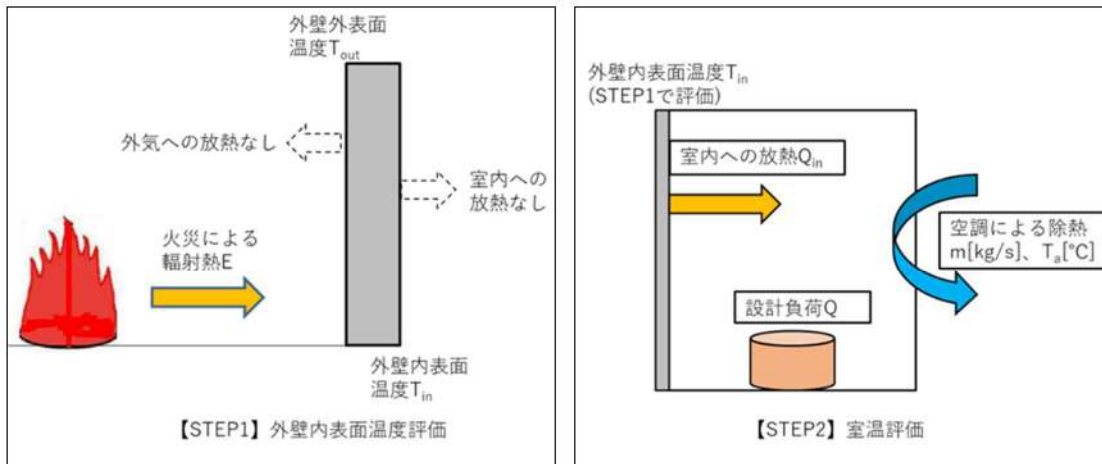 外壁外表面
温度Tout
外気への放熱なし
室内への
放熱なし
火災による
輻射熱E
外壁内表面
温度Tin
【STEP1】外壁内表面温度評価
外壁内表面温度Tin
(STEP1で評価)
室内への放熱Qin
空調による除熱
m[kg/s]、Ta[℃]
設計負荷Q
【STEP2】室温評価